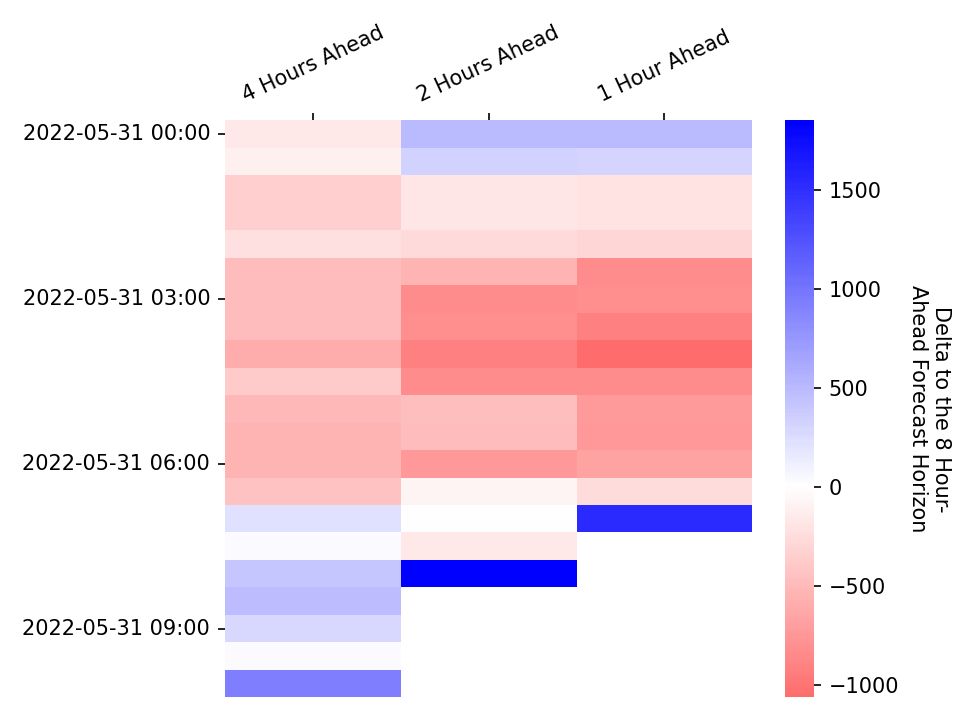 4 Hours Ahead
2 Hours Ahead
1 Hour Ahead
2022-05-31 00:00
2022-05-31 03:00
2022-05-31 06:00
2022-05-31 09:00
1500
1000
500
0
−500
−1000
Delta to the 8 Hour-
Ahead Forecast Horizon